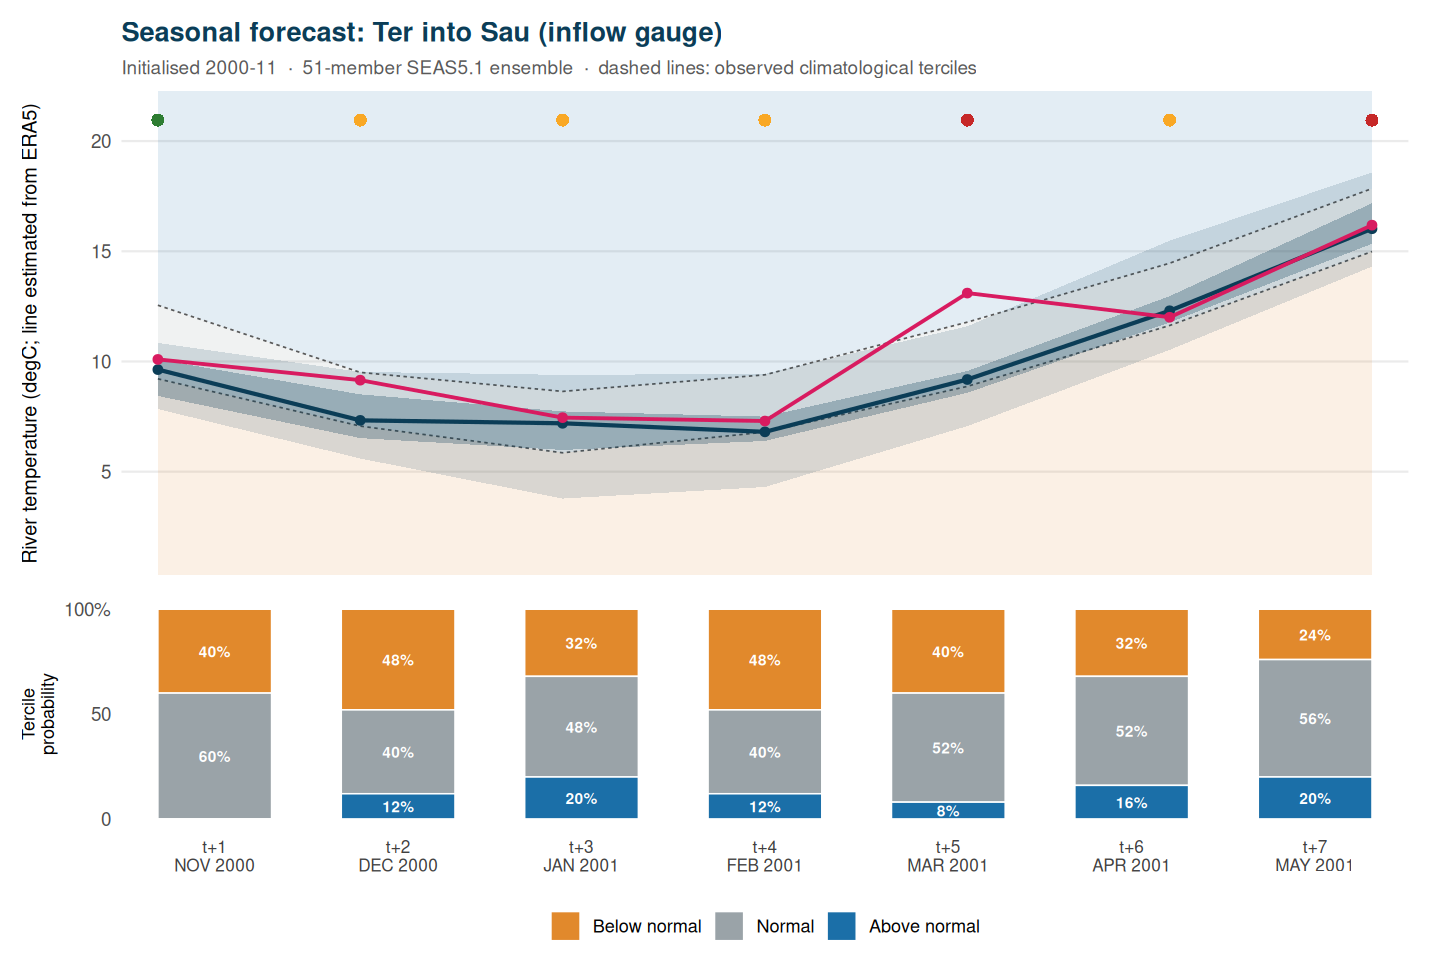 Seasonal forecast: Ter into Sau (inflow gauge)
Initialised 2000-11 · 51-member SEAS5.1 ensemble · dashed lines: observed climatological terciles
River temperature (degC; line estimated from ERA5)
20
15
10
5
Tercile
probability
100%
50
0
40%
60%
48%
40%
12%
32%
48%
20%
48%
40%
12%
40%
52%
8%
32%
52%
16%
24%
56%
20%
t+1
NOV 2000
t+2
DEC 2000
t+3
JAN 2001
t+4
FEB 2001
t+5
MAR 2001
t+6
APR 2001
t+7
MAY 2001
Below normal
Normal
Above normal